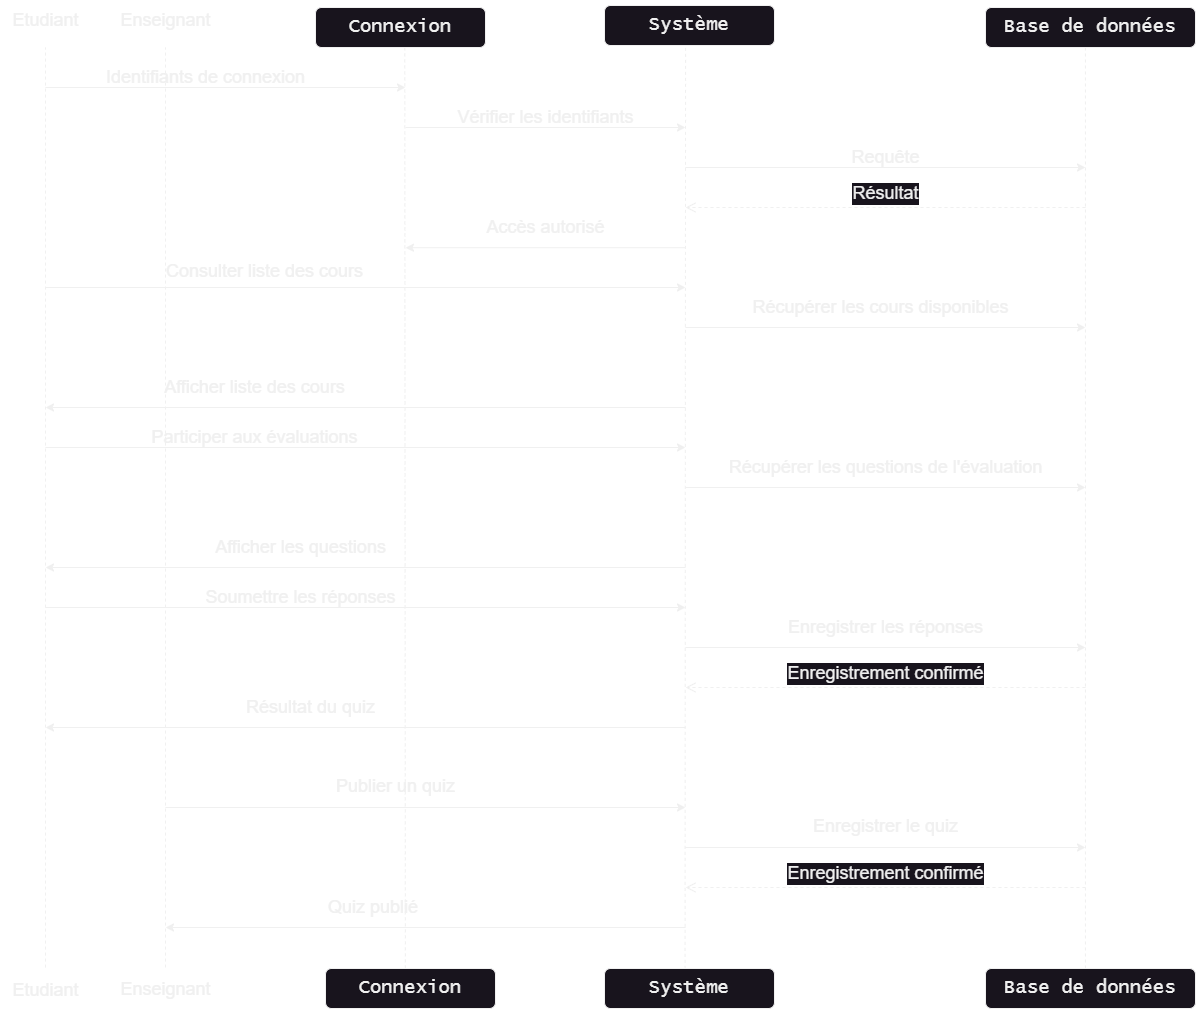 Etudiant
Enseignant
Connexion
Système
Base de données
Identifiants de connexion
Vérifier les identifiants
Requête
Résultat
Accès autorisé
Consulter liste des cours
Récupérer les cours disponibles
Afficher liste des cours
Participer aux évaluations
Récupérer les questions de l'évaluation
Afficher les questions
Soumettre les réponses
Enregistrer les réponses
Enregistrement confirmé
Résultat du quiz
Publier un quiz
Enregistrer le quiz
Enregistrement confirmé
Quiz publié
Etudiant
Enseignant
Connexion
Système
Base de données